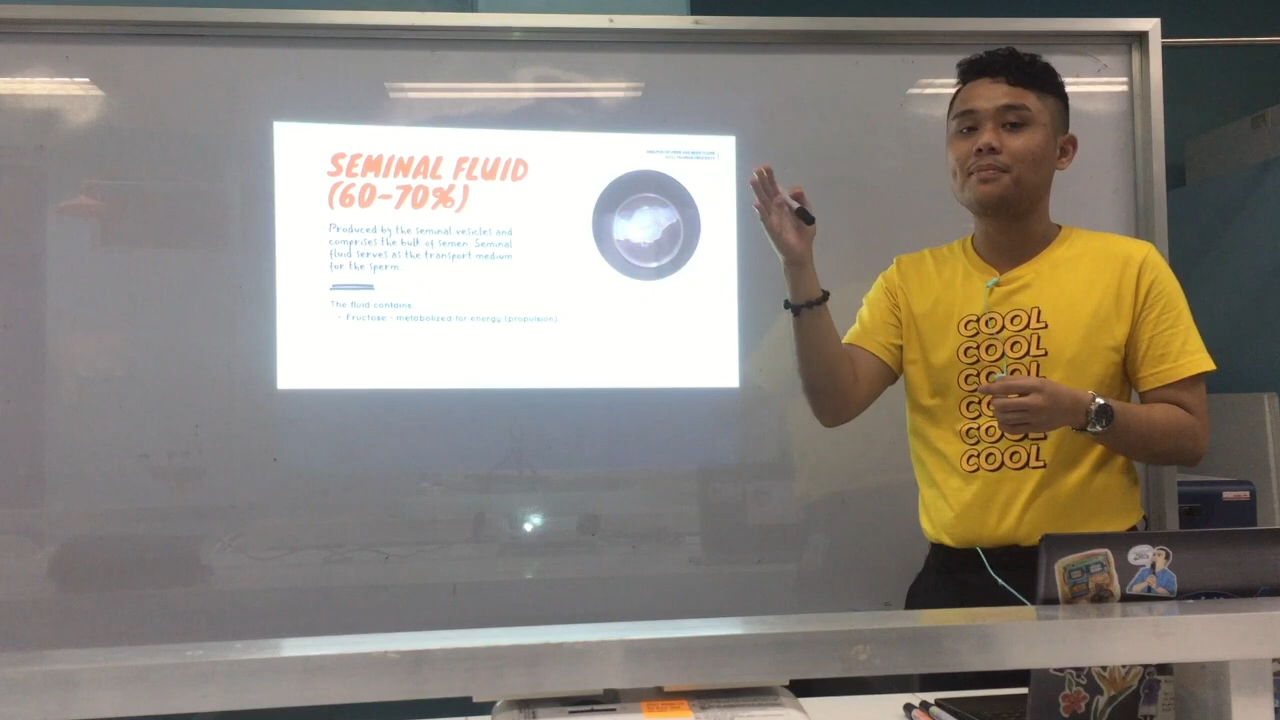 SEMINAL FLUID
(60-70%)
Produced by the seminal vesicles and
comprises the bulk of semen. Seminal
fluid serves as the transport medium
for the sperm.
The fluid contains:
• Fructose - metabolized for energy (propulsion)
COOL
COOL
COOL
COOL
COOL
COOL